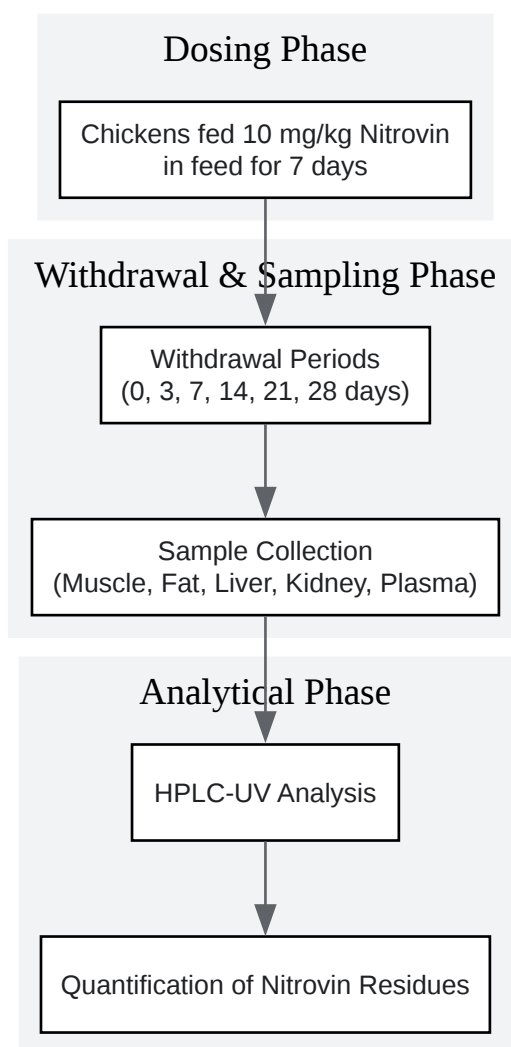 Dosing Phase
Chickens fed 10 mg/kg Nitrovin
in feed for 7 days
Withdrawal & Sampling Phase
Withdrawal Periods
(0, 3, 7, 14, 21, 28 days)
Sample Collection
(Muscle, Fat, Liver, Kidney, Plasma)
Analytical Phase
HPLC-UV Analysis
Quantification of Nitrovin Residues